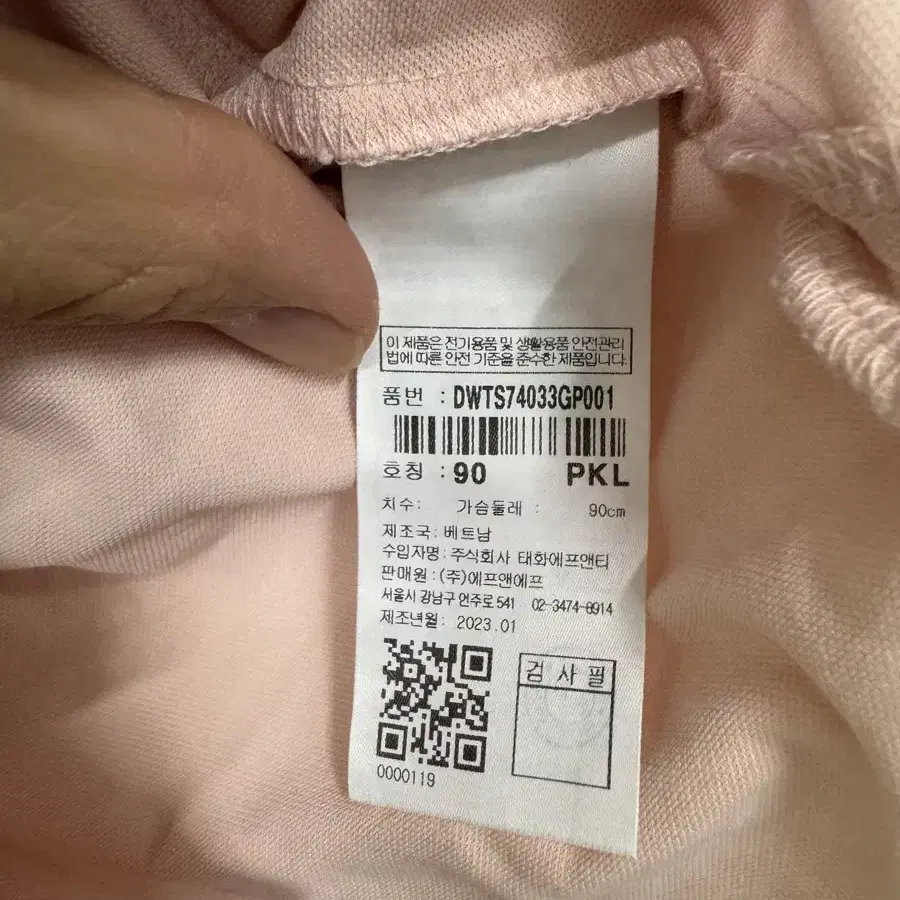 이 제품은 전기용품 및 생활용품 안전관리
법에 따른 안전 기준을 준수한 제품입니다.
품번 : DWTS74033GP001
호칭 : 90 PKL
치수: 가슴둘레 : 90cm
제조국: 베트남
수입자명: 주식회사 태화에프앤티
판매원 : (주)에프앤에프
서울시 강남구 언주로 541 02-3474-8914
제조년월: 2023.01
검 사 필
0000119